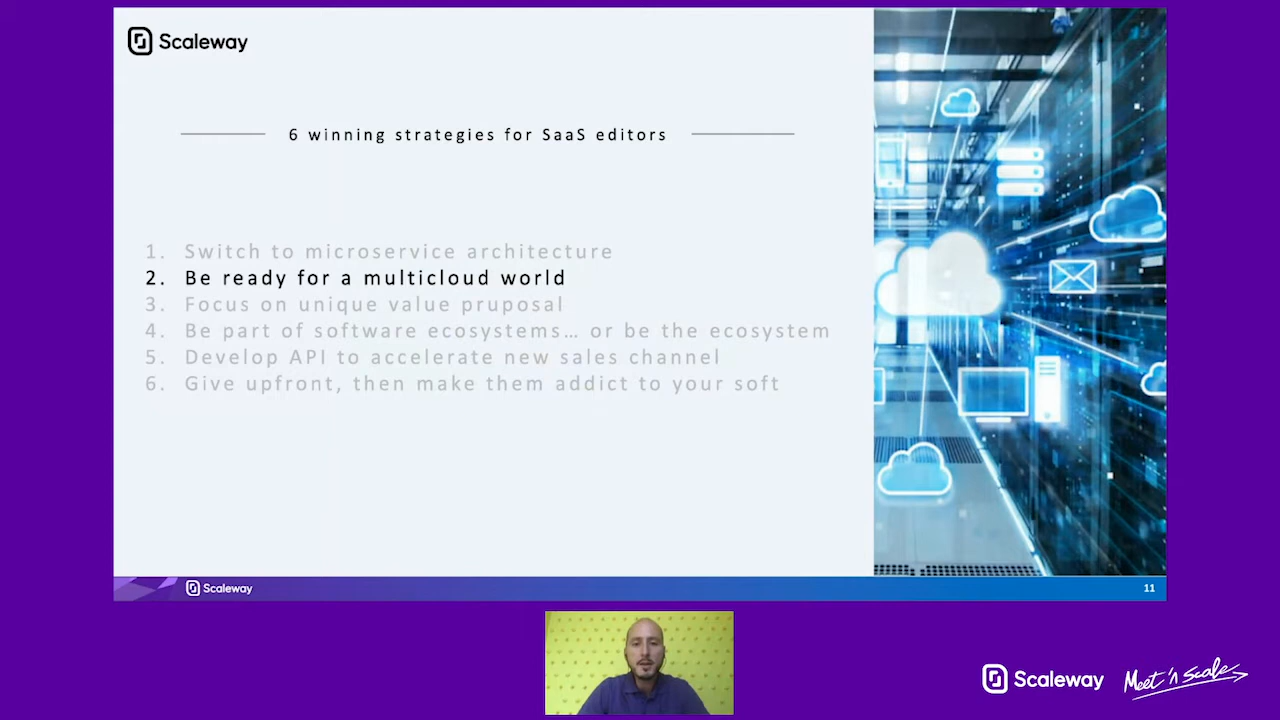 Scaleway
6 winning strategies for SaaS editors
1. Switch to microservice architecture
2. Be ready for a multicloud world
3. Focus on unique value pruposal
4. Be part of software ecosystems… or be the ecosystem
5. Develop API to accelerate new sales channel
6. Give upfront, then make them addict to your soft
Scaleway
11
Scaleway
Meet 'n Scale